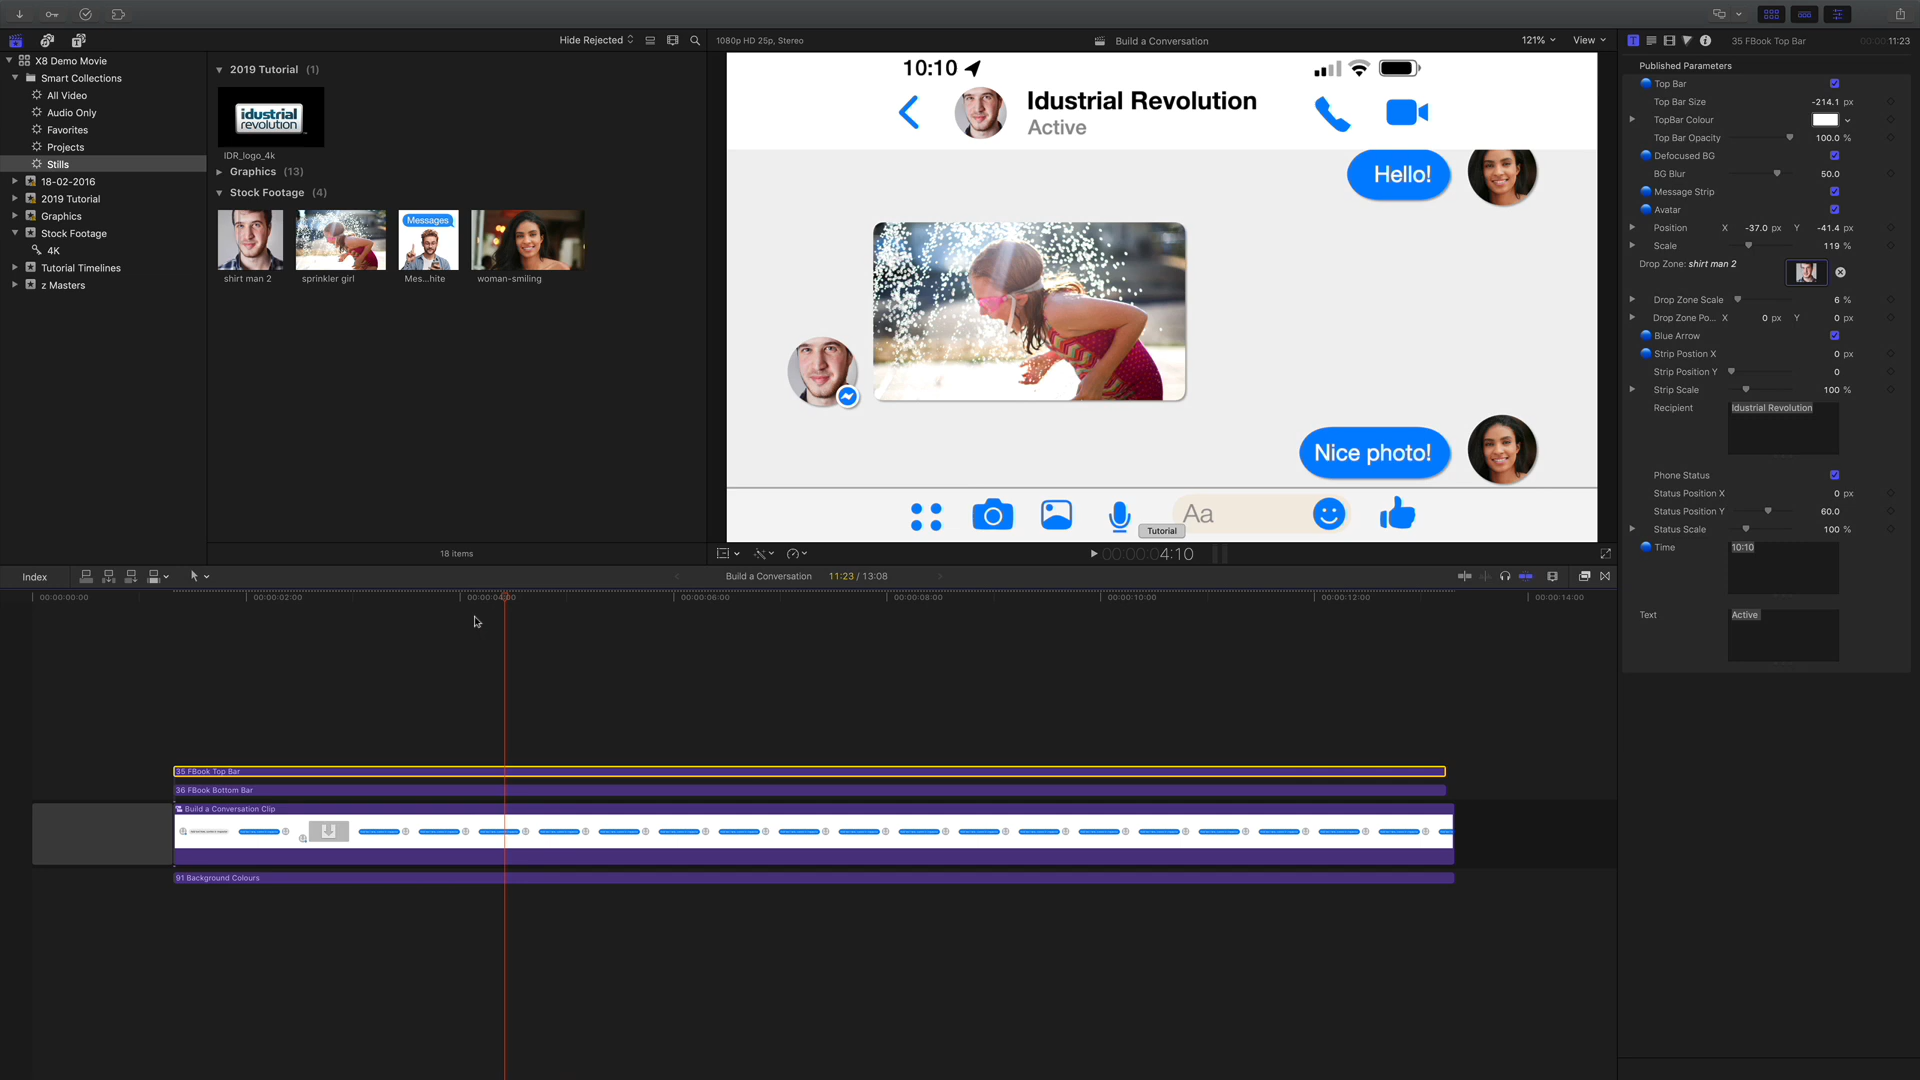 Hide Rejected
1080p HD 25p, Stereo
Build a Conversation
121%
View
35 FBook Top Bar
00:00:11:23
X8 Demo Movie
Smart Collections
All Video
Audio Only
Favorites
Projects
Stills
18-02-2016
2019 Tutorial
Graphics
Stock Footage
4K
Tutorial Timelines
z Masters
2019 Tutorial (1)
idustrial
revolution
IDR_logo_4k
Graphics (13)
Stock Footage (4)
Messages
shirt man 2
sprinkler girl
Mes...hite
woman-smiling
18 items
10:10
Idustrial Revolution
Active
Hello!
Nice photo!
Aa
Tutorial
00:00:00:04:10
Published Parameters
Top Bar
Top Bar Size -214.1 px
TopBar Colour
Top Bar Opacity 100.0 %
Defocused BG
BG Blur 50.0
Message Strip
Avatar
Position X -37.0 px Y -41.4 px
Scale 119 %
Drop Zone: shirt man 2
Drop Zone Scale 6 %
Drop Zone Po... X 0 px Y 0 px
Blue Arrow
Strip Postion X 0 px
Strip Position Y 0
Strip Scale 100 %
Recipient Idustrial Revolution
Phone Status
Status Position X 0 px
Status Position Y 60.0
Status Scale 100 %
Time 10:10
Text Active
Index
Build a Conversation 11:23 / 13:08
00:00:00:00 00:00:02:00 00:00:04:00 00:00:06:00 00:00:08:00 00:00:10:00 00:00:12:00 00:00:14:00
35 FBook Top Bar
36 FBook Bottom Bar
Build a Conversation Clip
91 Background Colours